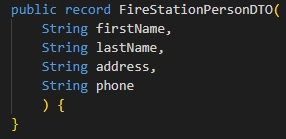 public record FireStationPersonDTO(
    String firstName,
    String lastName,
    String address,
    String phone
    ) {
}